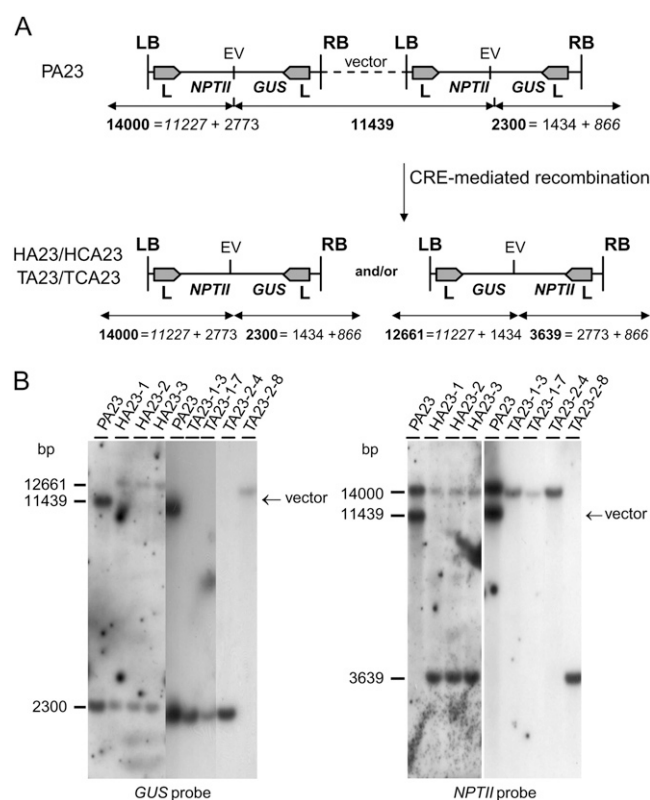 A
LB RB LB RB
PA23 EV vector EV
NPTII GUS NPTII GUS
L L L L
14000 =11227 + 2773 11439 2300 = 1434 + 866
CRE-mediated recombination
HA23/HCA23
TA23/TCA23
LB RB LB RB
EV and/or EV
NPTII GUS GUS NPTII
L L L L
14000 =11227 + 2773 2300 = 1434 +866 12661 =11227 + 1434 3639 = 2773 +866
B
PA23 HA23-1 HA23-2 HA23-3 PA23 TA23-1-3 TA23-1-7 TA23-2-4 TA23-2-8
bp
12661
11439
← vector
2300
GUS probe
PA23 HA23-1 HA23-2 HA23-3 PA23 TA23-1-3 TA23-1-7 TA23-2-4 TA23-2-8
bp
14000
11439
← vector
3639
NPTII probe